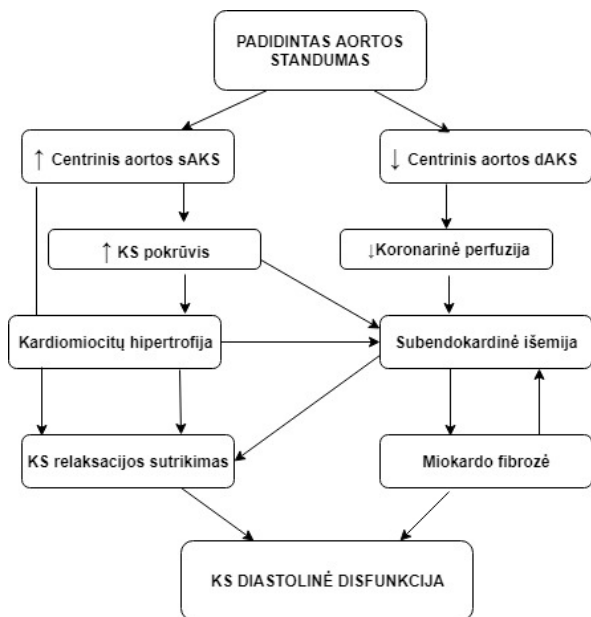 PADIDINTAS AORTOS
STANDUMAS
↑ Centrinis aortos sAKS
↓ Centrinis aortos dAKS
↑ KS pokrūvis
↓Koronarinė perfuzija
Kardiomiocitų hipertrofija
Subendokardinė išemija
KS relaksacijos sutrikimas
Miokardo fibrozė
KS DIASTOLINĖ DISFUNKCIJA